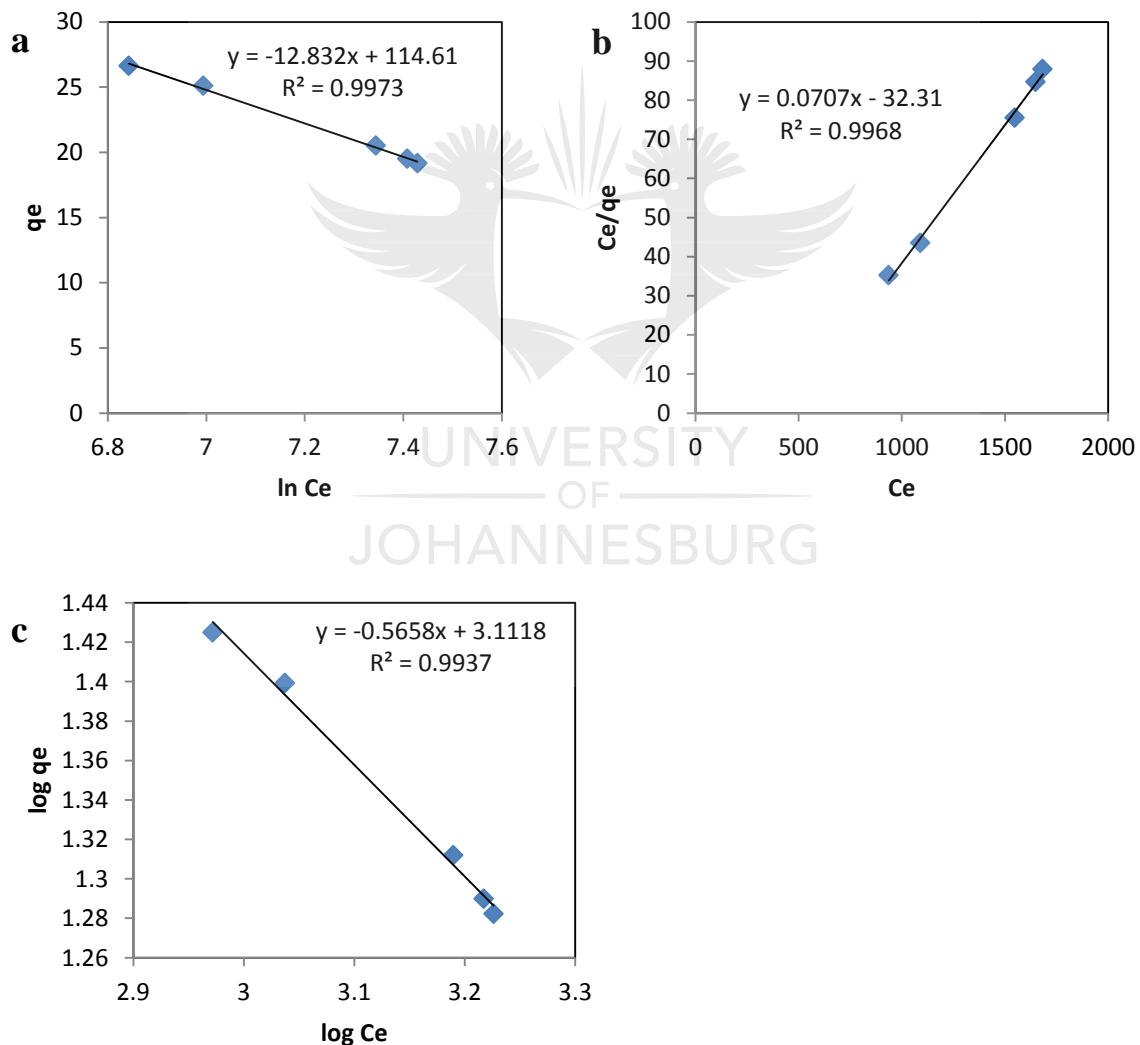 a
30
25
20
15
10
5
0
qe
y = -12.832x + 114.61
R² = 0.9973
6.8 7 7.2 7.4 7.6
ln Ce
b
100
90
80
70
60
50
40
30
20
10
0
Ce/qe
y = 0.0707x - 32.31
R² = 0.9968
0 500 1000 1500 2000
Ce
UNIVERSITY
OF
JOHANNESBURG
c
1.44
1.42
1.4
1.38
1.36
1.34
1.32
1.3
1.28
1.26
log qe
y = -0.5658x + 3.1118
R² = 0.9937
2.9 3 3.1 3.2 3.3
log Ce